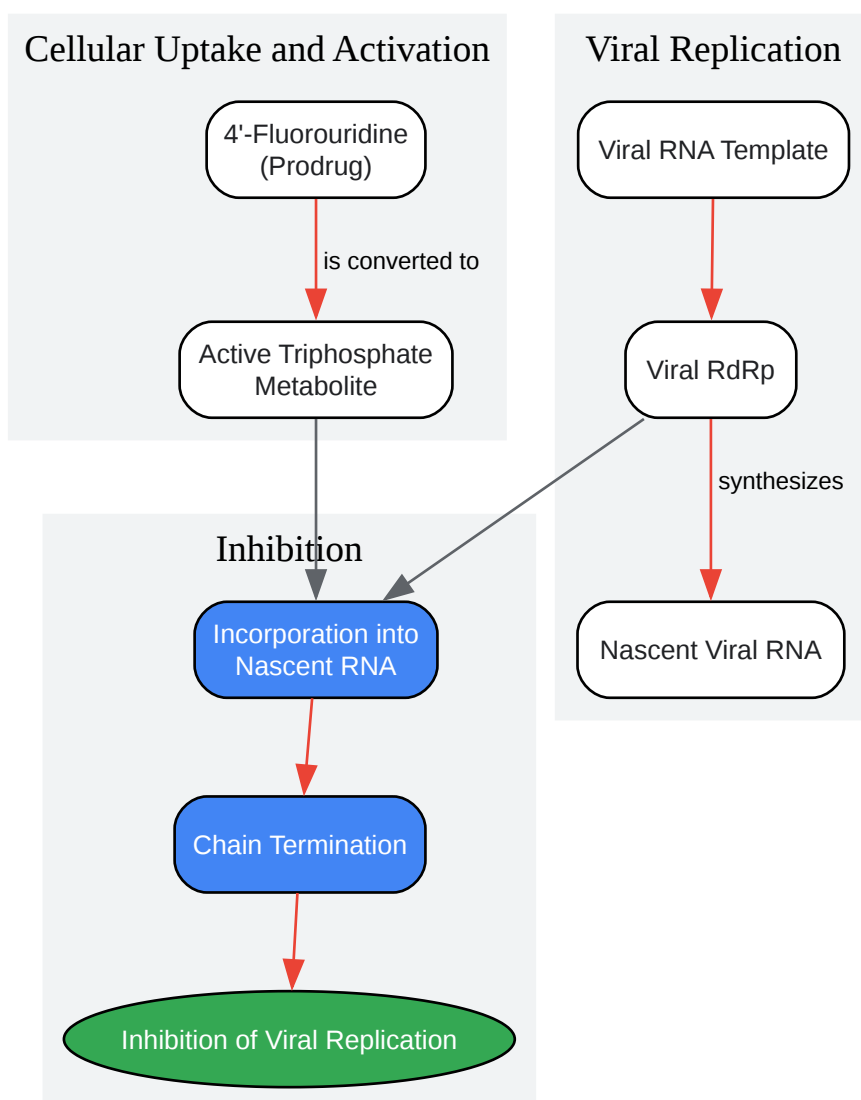 Cellular Uptake and Activation
4'-Fluorouridine
(Prodrug)
is converted to
Active Triphosphate
Metabolite
Viral Replication
Viral RNA Template
Viral RdRp
synthesizes
Nascent Viral RNA
Inhibition
Incorporation into
Nascent RNA
Chain Termination
Inhibition of Viral Replication